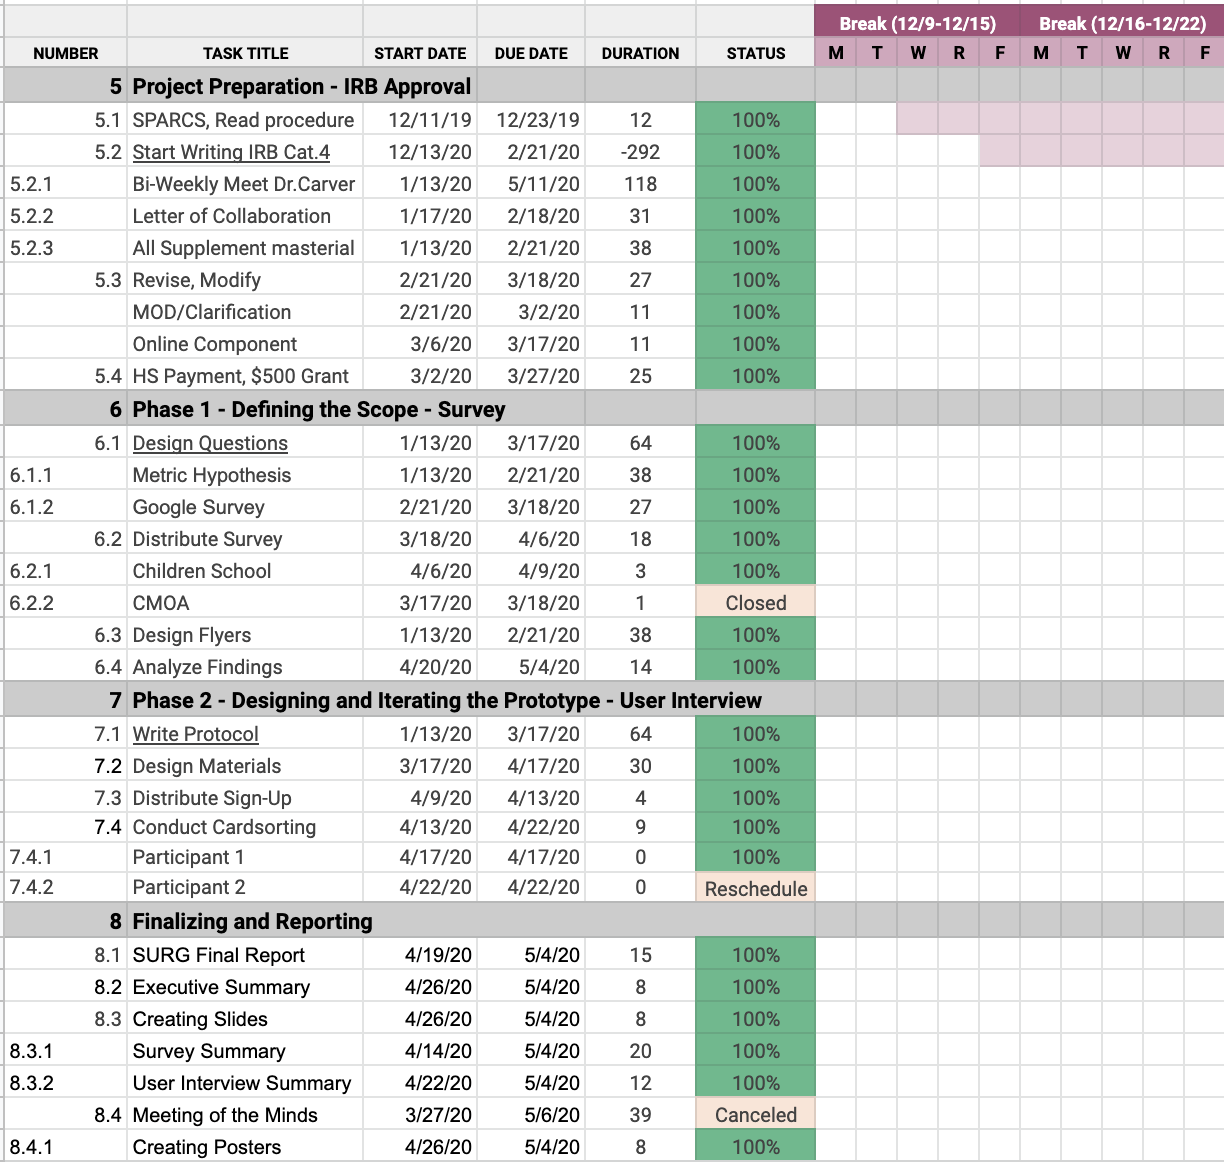 Break (12/9-12/15) Break (12/16-12/22)
NUMBER TASK TITLE START DATE DUE DATE DURATION STATUS M T W R F M T W R F
5 Project Preparation - IRB Approval
5.1 SPARCS, Read procedure 12/11/19 12/23/19 12 100%
5.2 Start Writing IRB Cat.4 12/13/20 2/21/20 -292 100%
5.2.1 Bi-Weekly Meet Dr.Carver 1/13/20 5/11/20 118 100%
5.2.2 Letter of Collaboration 1/17/20 2/18/20 31 100%
5.2.3 All Supplement masterial 1/13/20 2/21/20 38 100%
5.3 Revise, Modify 2/21/20 3/18/20 27 100%
MOD/Clarification 2/21/20 3/2/20 11 100%
Online Component 3/6/20 3/17/20 11 100%
5.4 HS Payment, $500 Grant 3/2/20 3/27/20 25 100%
6 Phase 1 - Defining the Scope - Survey
6.1 Design Questions 1/13/20 3/17/20 64 100%
6.1.1 Metric Hypothesis 1/13/20 2/21/20 38 100%
6.1.2 Google Survey 2/21/20 3/18/20 27 100%
6.2 Distribute Survey 3/18/20 4/6/20 18 100%
6.2.1 Children School 4/6/20 4/9/20 3 100%
6.2.2 CMOA 3/17/20 3/18/20 1 Closed
6.3 Design Flyers 1/13/20 2/21/20 38 100%
6.4 Analyze Findings 4/20/20 5/4/20 14 100%
7 Phase 2 - Designing and Iterating the Prototype - User Interview
7.1 Write Protocol 1/13/20 3/17/20 64 100%
7.2 Design Materials 3/17/20 4/17/20 30 100%
7.3 Distribute Sign-Up 4/9/20 4/13/20 4 100%
7.4 Conduct Cardsorting 4/13/20 4/22/20 9 100%
7.4.1 Participant 1 4/17/20 4/17/20 0 100%
7.4.2 Participant 2 4/22/20 4/22/20 0 Reschedule
8 Finalizing and Reporting
8.1 SURG Final Report 4/19/20 5/4/20 15 100%
8.2 Executive Summary 4/26/20 5/4/20 8 100%
8.3 Creating Slides 4/26/20 5/4/20 8 100%
8.3.1 Survey Summary 4/14/20 5/4/20 20 100%
8.3.2 User Interview Summary 4/22/20 5/4/20 12 100%
8.4 Meeting of the Minds 3/27/20 5/6/20 39 Canceled
8.4.1 Creating Posters 4/26/20 5/4/20 8 100%